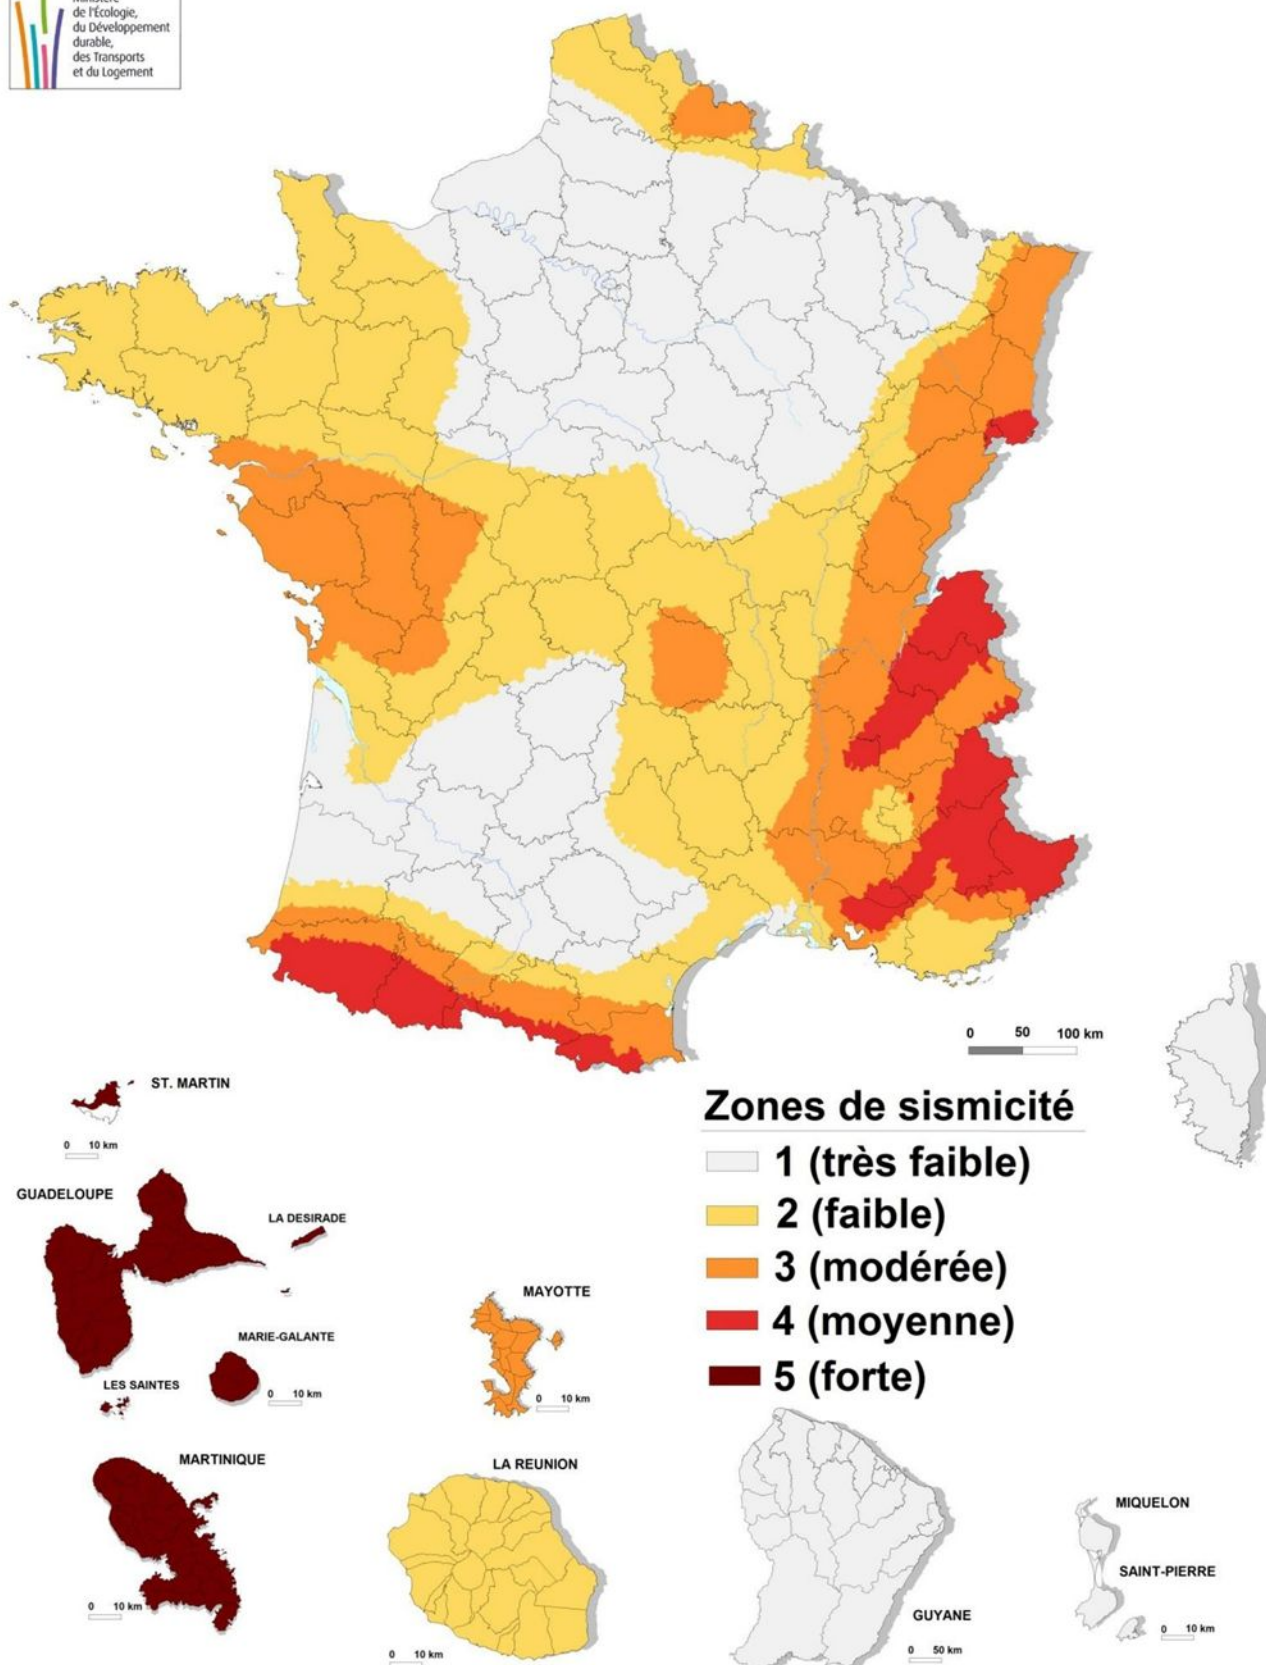 Ministère
de l'Écologie,
du Développement
durable,
des Transports
et du Logement
0 50 100 km
ST. MARTIN
0 10 km
Zones de sismicité
1 (très faible)
2 (faible)
3 (modérée)
4 (moyenne)
5 (forte)
GUADELOUPE
LA DESIRADE
MARIE-GALANTE
0 10 km
LES SAINTES
MAYOTTE
0 10 km
MARTINIQUE
0 10 km
LA REUNION
0 10 km
GUYANE
0 50 km
MIQUELON
SAINT-PIERRE
0 10 km